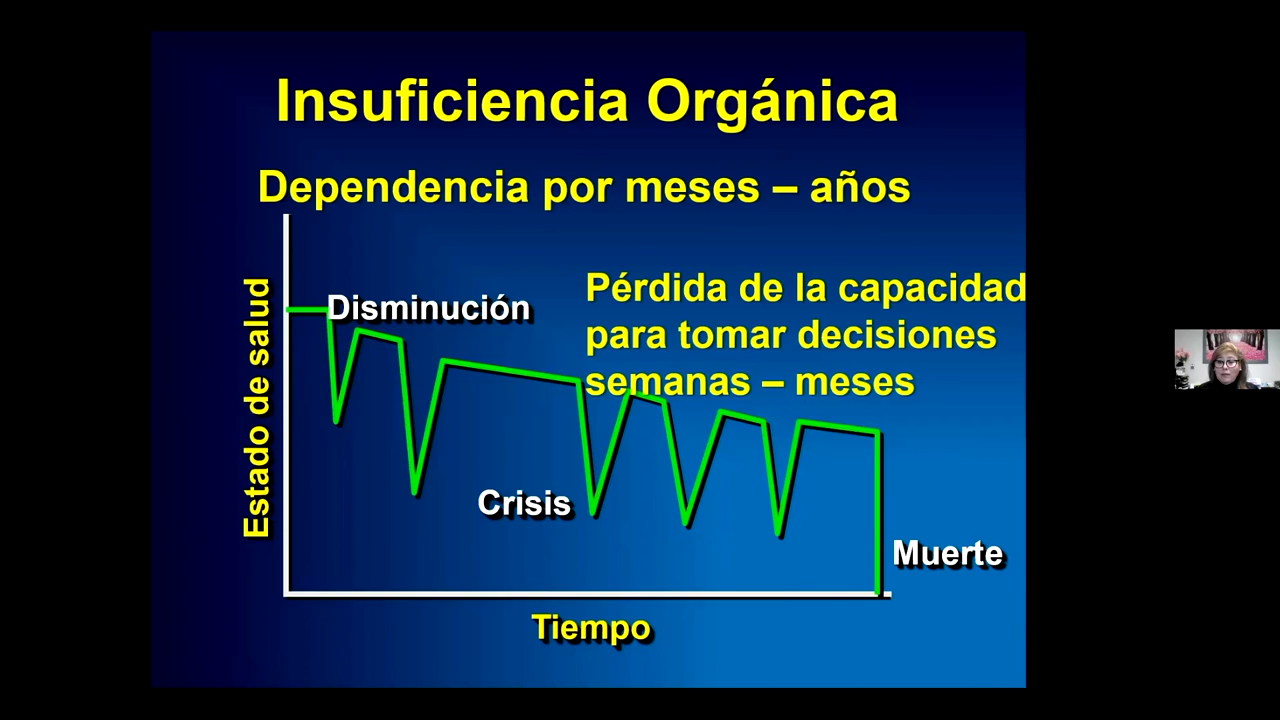 Insuficiencia Orgánica
Dependencia por meses – años
Pérdida de la capacidad
para tomar decisiones
semanas – meses
Disminución
Estado de salud
Crisis
Muerte
Tiempo